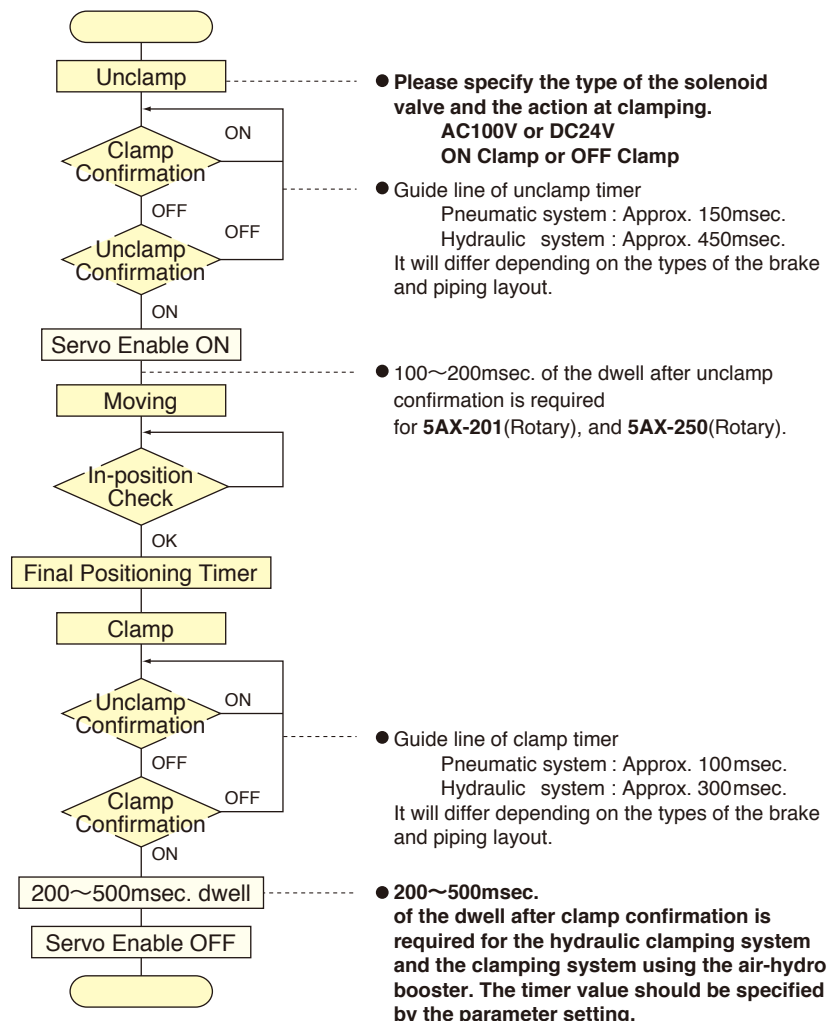 Unclamp
● Please specify the type of the solenoid
valve and the action at clamping.
AC100V or DC24V
ON Clamp or OFF Clamp
ON
Clamp
Confirmation
● Guide line of unclamp timer
Pneumatic system : Approx. 150msec.
Hydraulic system : Approx. 450msec.
It will differ depending on the types of the brake
and piping layout.
OFF
OFF
Unclamp
Confirmation
ON
Servo Enable ON
● 100〜200msec. of the dwell after unclamp
confirmation is required
for 5AX-201(Rotary), and 5AX-250(Rotary).
Moving
In-position
Check
OK
Final Positioning Timer
Clamp
Unclamp
Confirmation
ON
OFF
● Guide line of clamp timer
Pneumatic system : Approx. 100msec.
Hydraulic system : Approx. 300msec.
It will differ depending on the types of the brake
and piping layout.
Clamp
Confirmation
OFF
ON
200〜500msec. dwell
● 200〜500msec.
of the dwell after clamp confirmation is
required for the hydraulic clamping system
and the clamping system using the air-hydro
booster. The timer value should be specified
by the parameter setting.
Servo Enable OFF